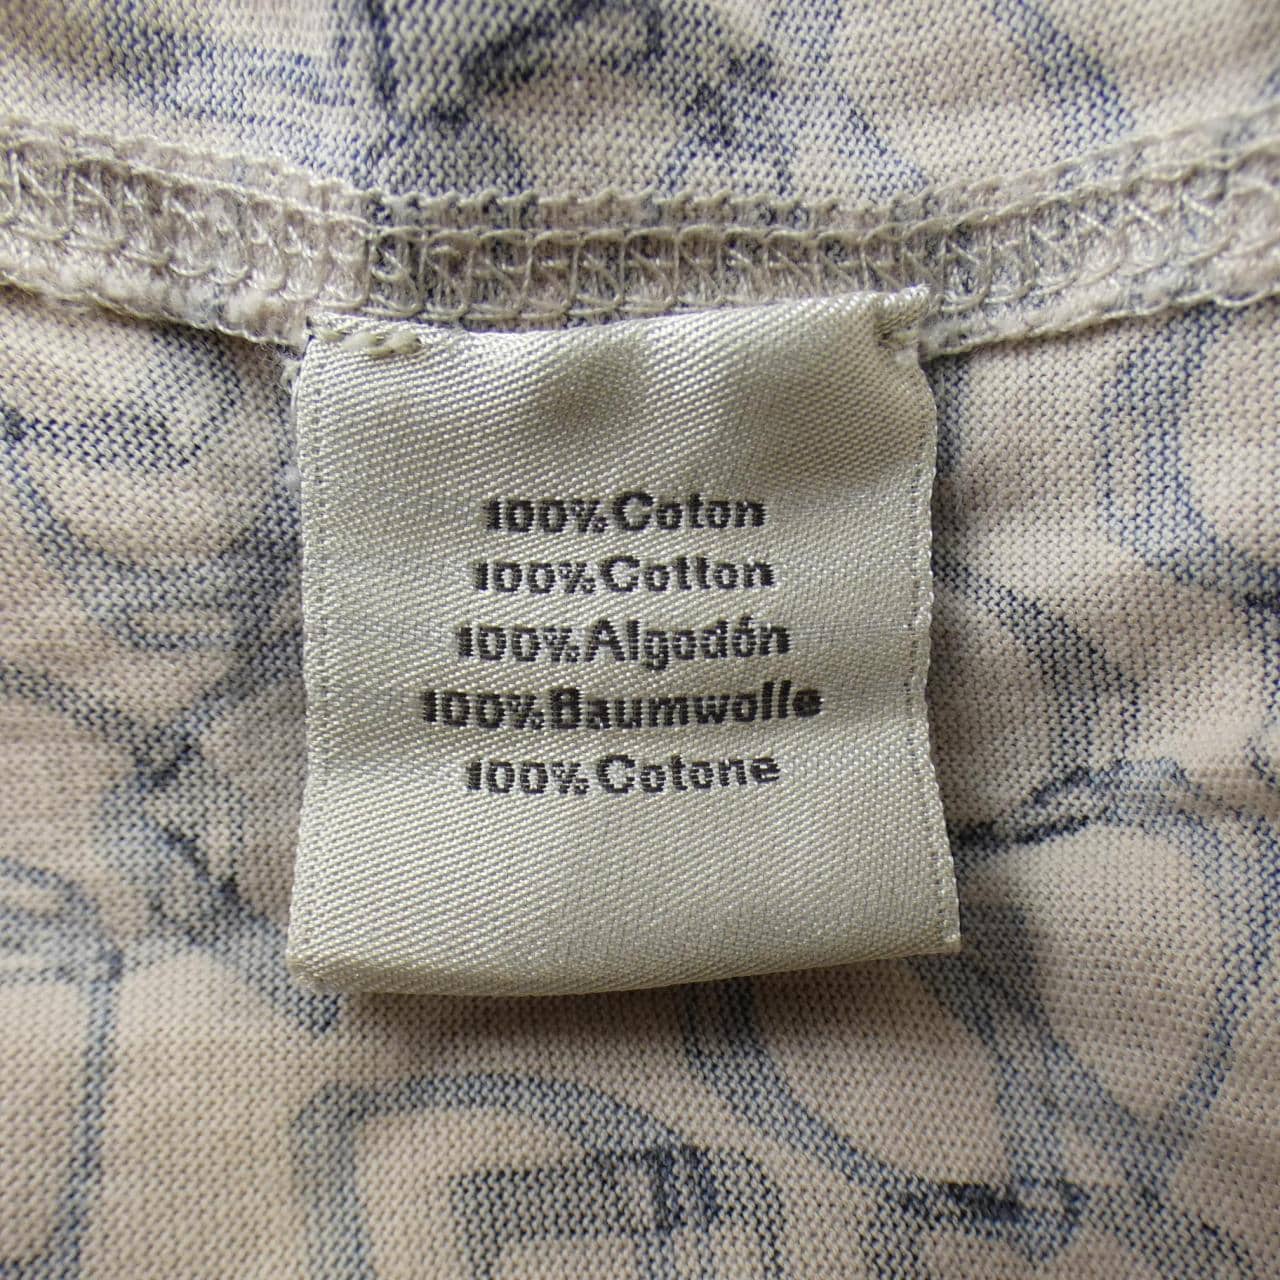 100% Coton
100% Cotton
100% Algodón
100% Baumwolle
100% Cotone